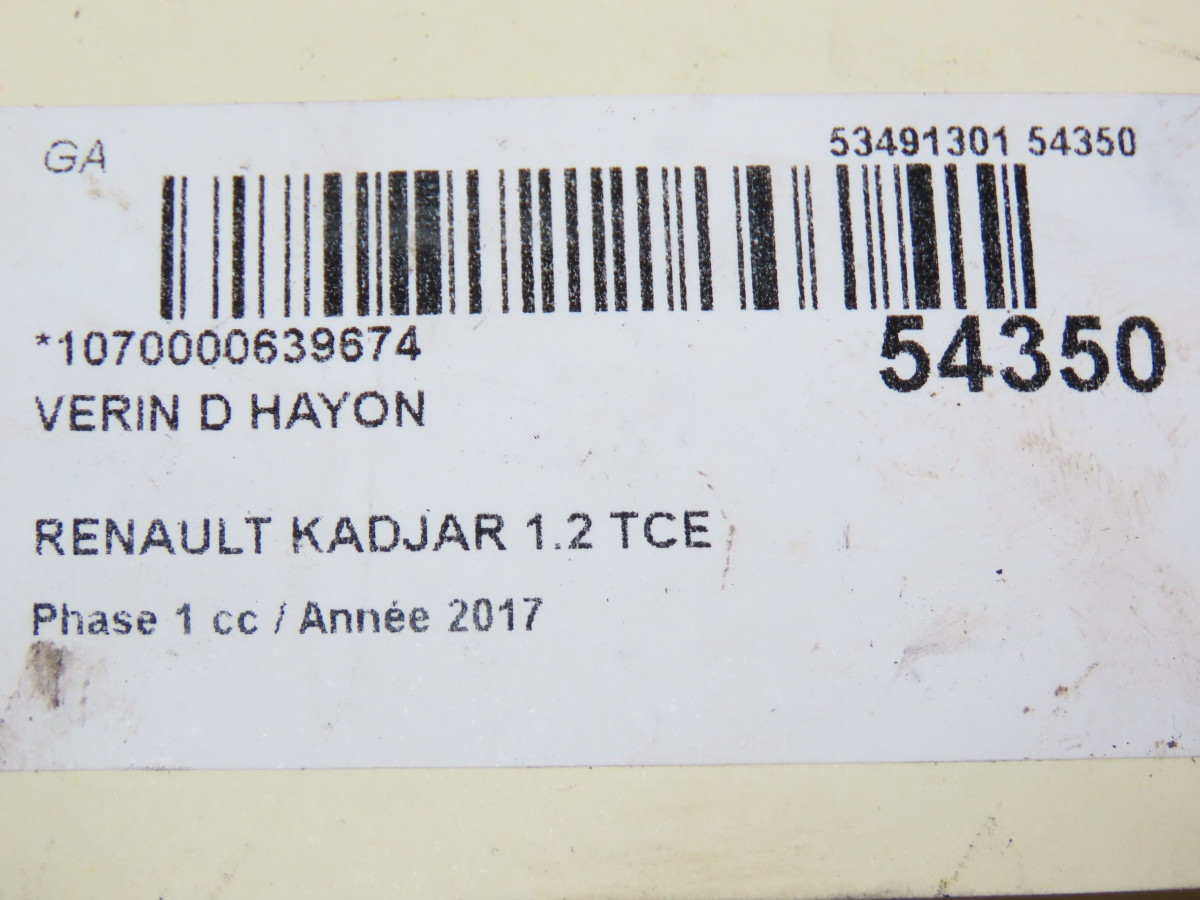 GA
53491301 54350
*1070000639674
54350
VERIN D HAYON
RENAULT KADJAR 1.2 TCE
Phase 1 cc / Année 2017